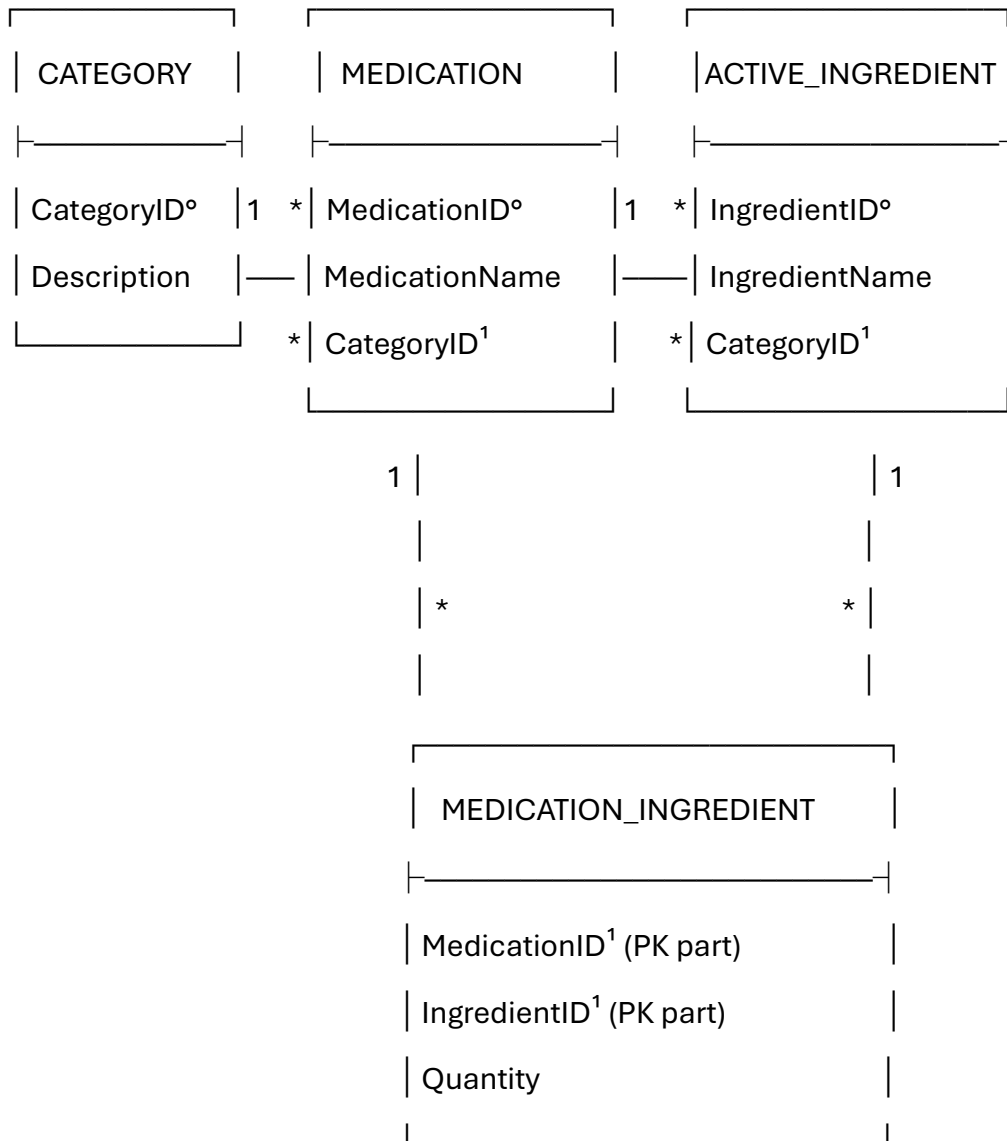 CATEGORY MEDICATION ACTIVE_INGREDIENT
CategoryID° 1 * MedicationID° 1 * IngredientID°
Description MedicationName IngredientName
* CategoryID¹ * CategoryID¹
1 1
* *
MEDICATION_INGREDIENT
MedicationID¹ (PK part)
IngredientID¹ (PK part)
Quantity